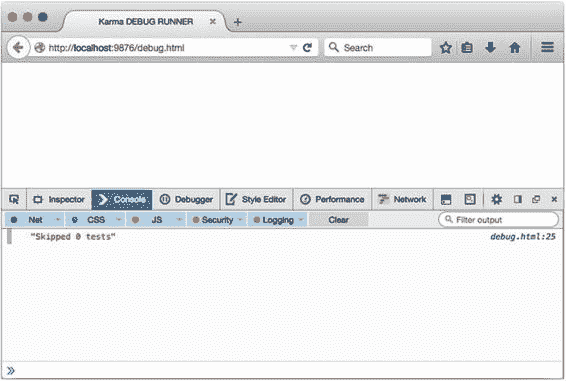 Karma DEBUG RUNNER
http://localhost:9876/debug.html
Search
Inspector Console Debugger Style Editor Performance Network
Net CSS JS Security Logging Clear Filter output
"Skipped 0 tests" debug.html:25